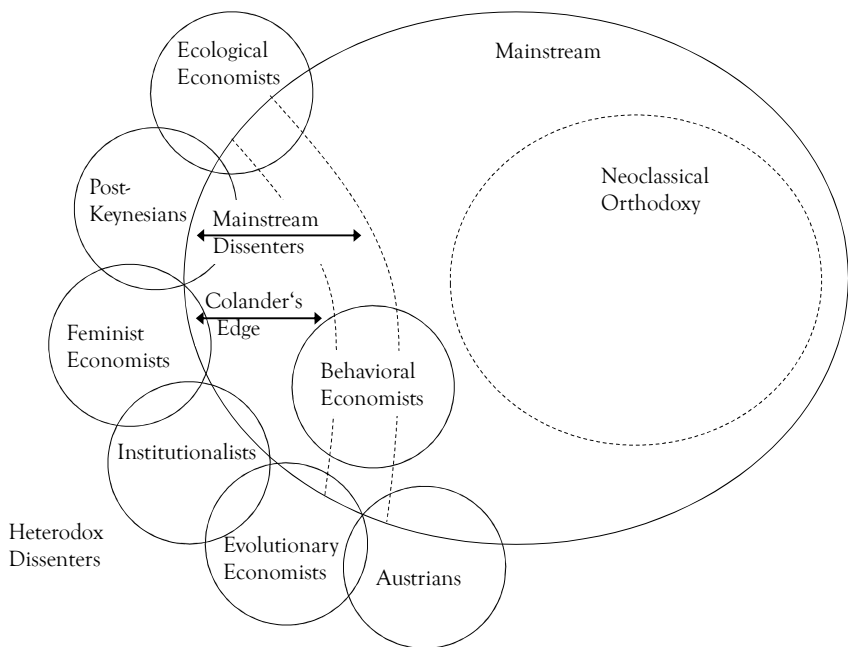 Ecological
Economists
Mainstream
Post-
Keynesians
Neoclassical
Orthodoxy
Mainstream
Dissenters
Colander‘s
Edge
Feminist
Economists
Behavioral
Economists
Institutionalists
Heterodox
Dissenters
Evolutionary
Economists
Austrians